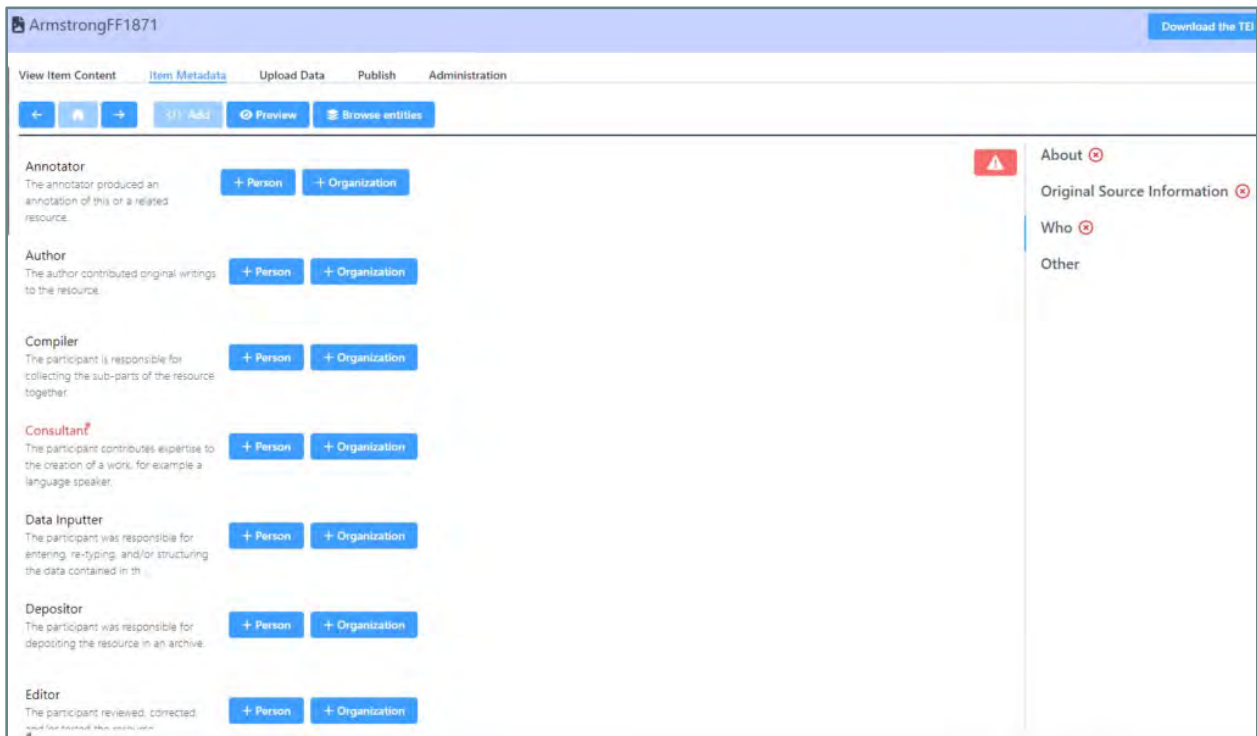 ArmstrongFF1871
Download the TEI
View Item Content Item Metadata Upload Data Publish Administration
</> Add Preview Browse entities
Annotator
The annotator produced an
annotation of this or a related
resource.
+ Person + Organization
Author
The author contributed original writings
to the resource.
+ Person + Organization
Compiler
The participant is responsible for
collecting the sub-parts of the resource
together.
+ Person + Organization
Consultant*
The participant contributes expertise to
the creation of a work, for example a
language speaker.
+ Person + Organization
Data Inputter
The participant was responsible for
entering, re-typing, and/or structuring
the data contained in th...
+ Person + Organization
Depositor
The participant was responsible for
depositing the resource in an archive.
+ Person + Organization
Editor
The participant reviewed, corrected,
and/or tested the resource.
+ Person + Organization
About
Original Source Information
Who
Other